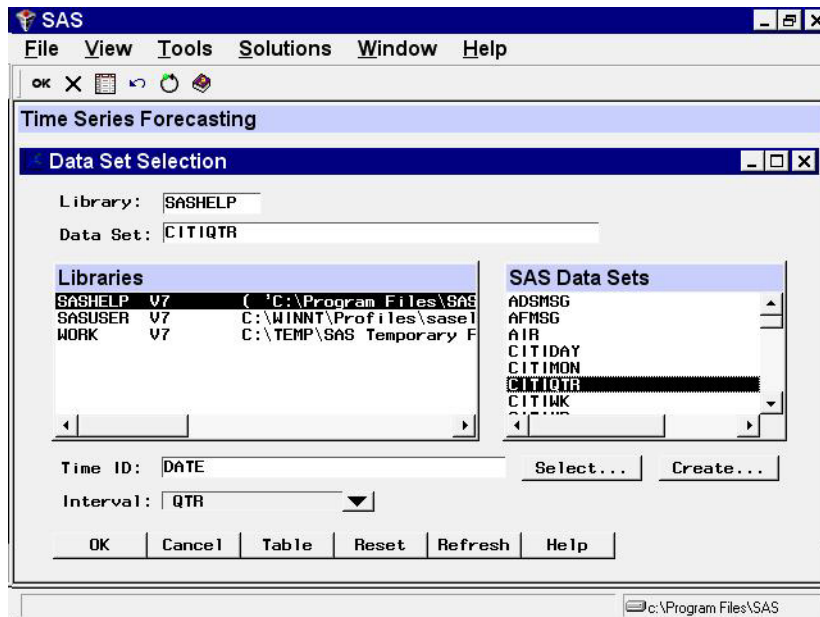 SAS
File View Tools Solutions Window Help
OK
Time Series Forecasting
Data Set Selection
Library: SASHELP
Data Set: CITIQTR
Libraries
SASHELP V7 ( 'C:\Program Files\SAS
SASUSER V7 C:\WINNT\Profiles\sasel
WORK V7 C:\TEMP\SAS Temporary F
SAS Data Sets
ADSMSG
AFMSG
AIR
CITIDAY
CITIMON
CITIQTR
CITIWK
Time ID: DATE Select... Create...
Interval: QTR
OK Cancel Table Reset Refresh Help
c:\Program Files\SAS